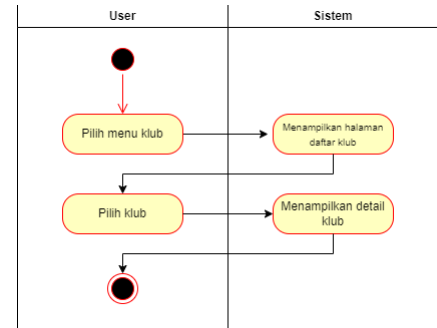 User
Sistem
Pilih menu klub
Menampilkan halaman
daftar klub
Pilih klub
Menampilkan detail
klub